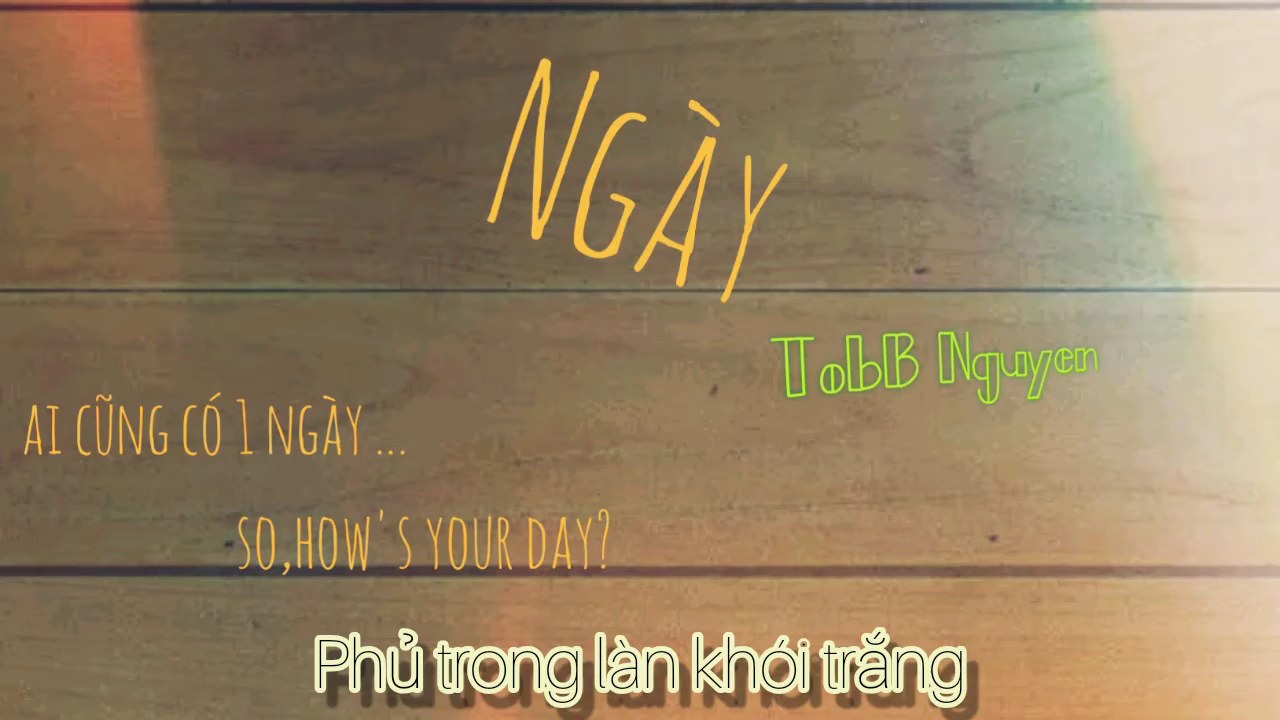 NGÀY
TobB Nguyen
AI CŨNG CÓ 1 NGÀY ...
SO,HOW'S YOUR DAY?
Phủ trong làn khói trắng